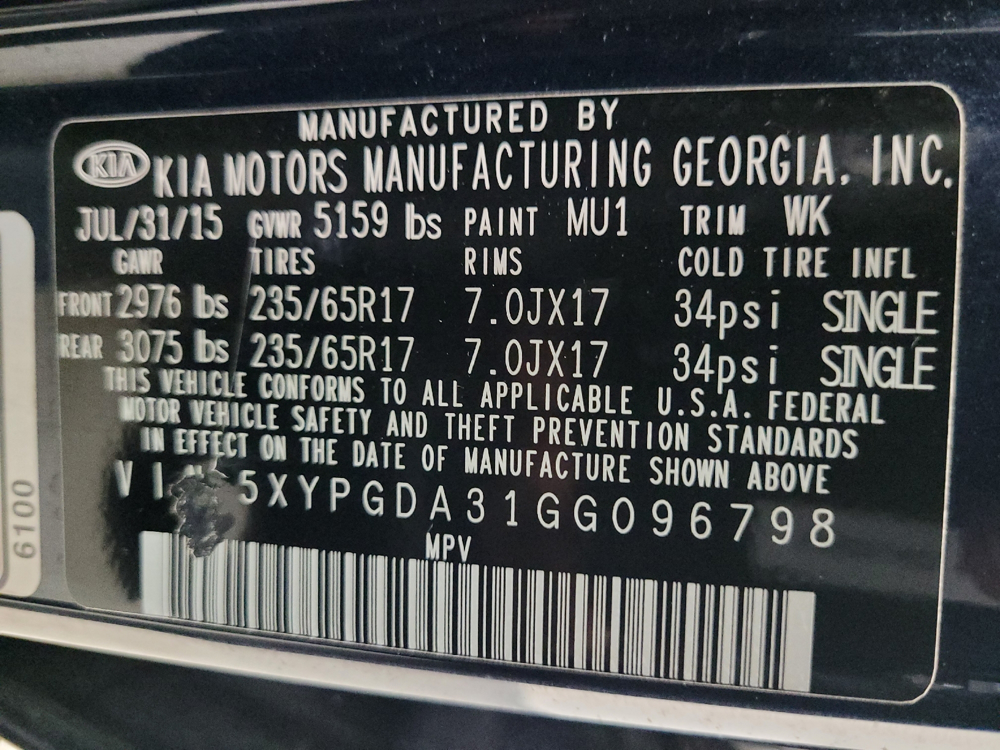 MANUFACTURED BY
KIA KIA MOTORS MANUFACTURING GEORGIA, INC.
JUL/31/15 GVWR 5159 lbs PAINT MU1 TRIM WK
GAWR TIRES RIMS COLD TIRE INFL
FRONT 2976 lbs 235/65R17 7.0JX17 34psi SINGLE
REAR 3075 lbs 235/65R17 7.0JX17 34psi SINGLE
THIS VEHICLE CONFORMS TO ALL APPLICABLE U.S.A. FEDERAL
MOTOR VEHICLE SAFETY AND THEFT PREVENTION STANDARDS
IN EFFECT ON THE DATE OF MANUFACTURE SHOWN ABOVE
VIN 5XYPGDA31GG096798
MPV
6100